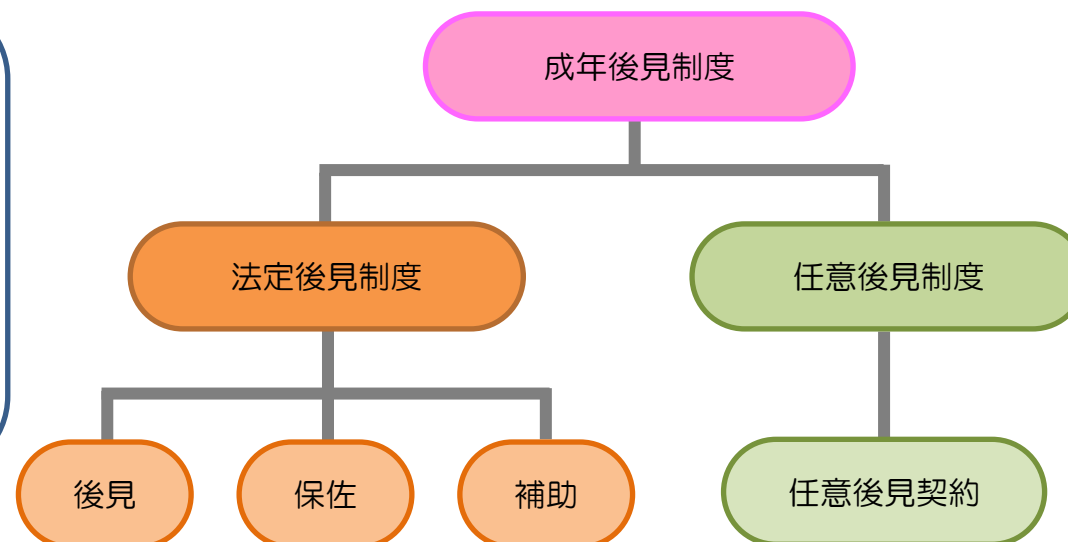 成年後見制度
法定後見制度
任意後見制度
後見
保佐
補助
任意後見契約